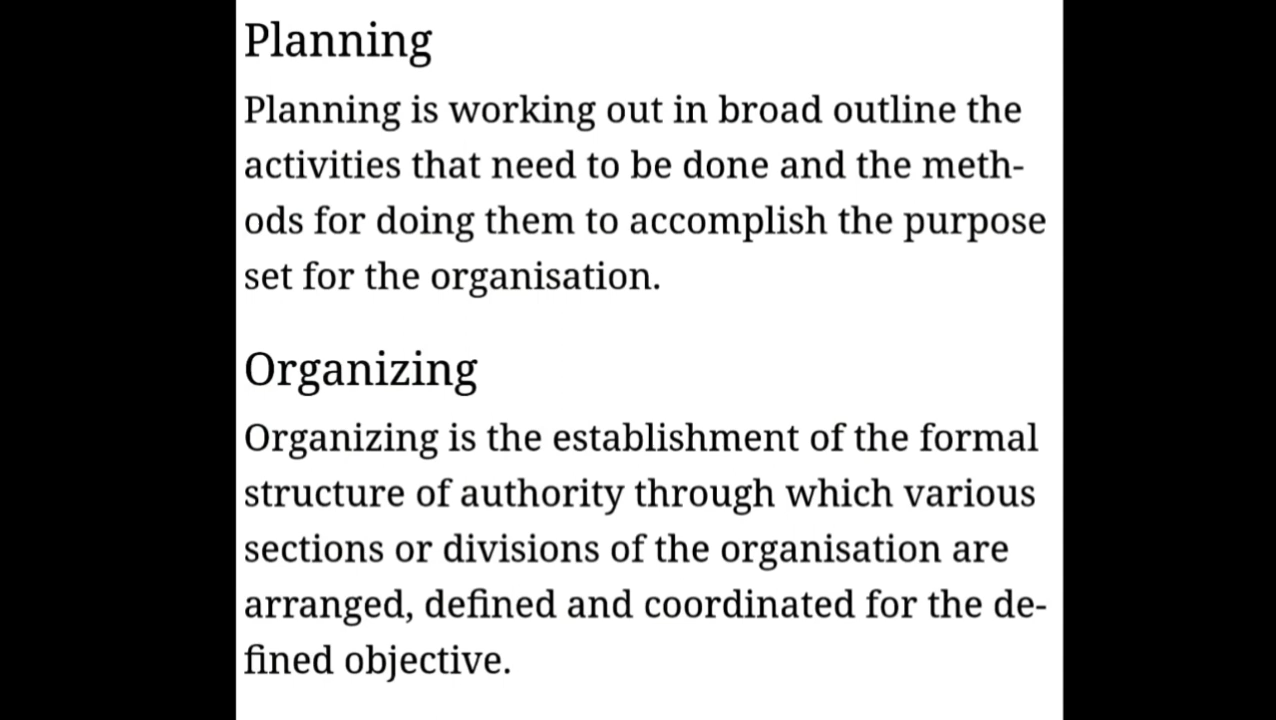 Planning
Planning is working out in broad outline the
activities that need to be done and the meth-
ods for doing them to accomplish the purpose
set for the organisation.
Organizing
Organizing is the establishment of the formal
structure of authority through which various
sections or divisions of the organisation are
arranged, defined and coordinated for the de-
fined objective.